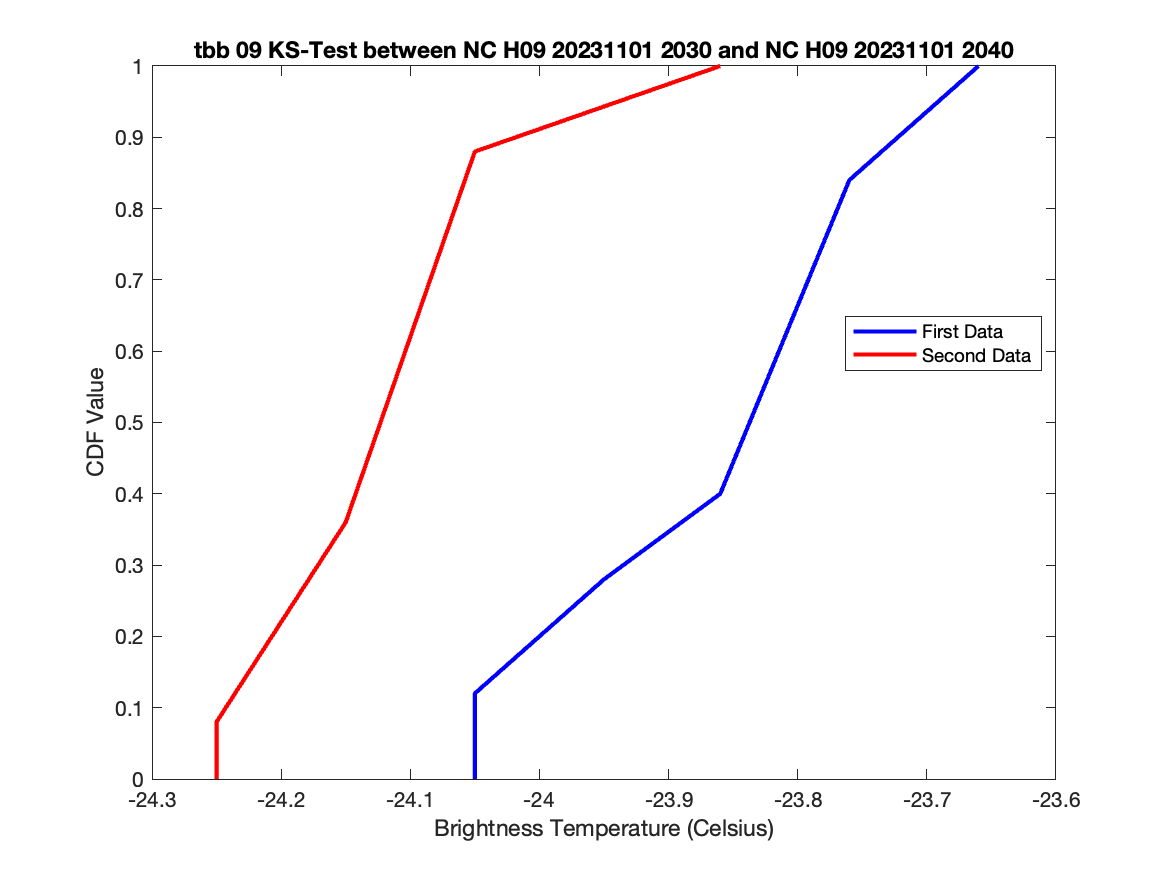 tbb 09 KS-Test between NC H09 20231101 2030 and NC H09 20231101 2040
1
0.9
0.8
0.7
0.6
0.5
0.4
0.3
0.2
0.1
0
CDF Value
First Data
Second Data
-24.3 -24.2 -24.1 -24 -23.9 -23.8 -23.7 -23.6
Brightness Temperature (Celsius)